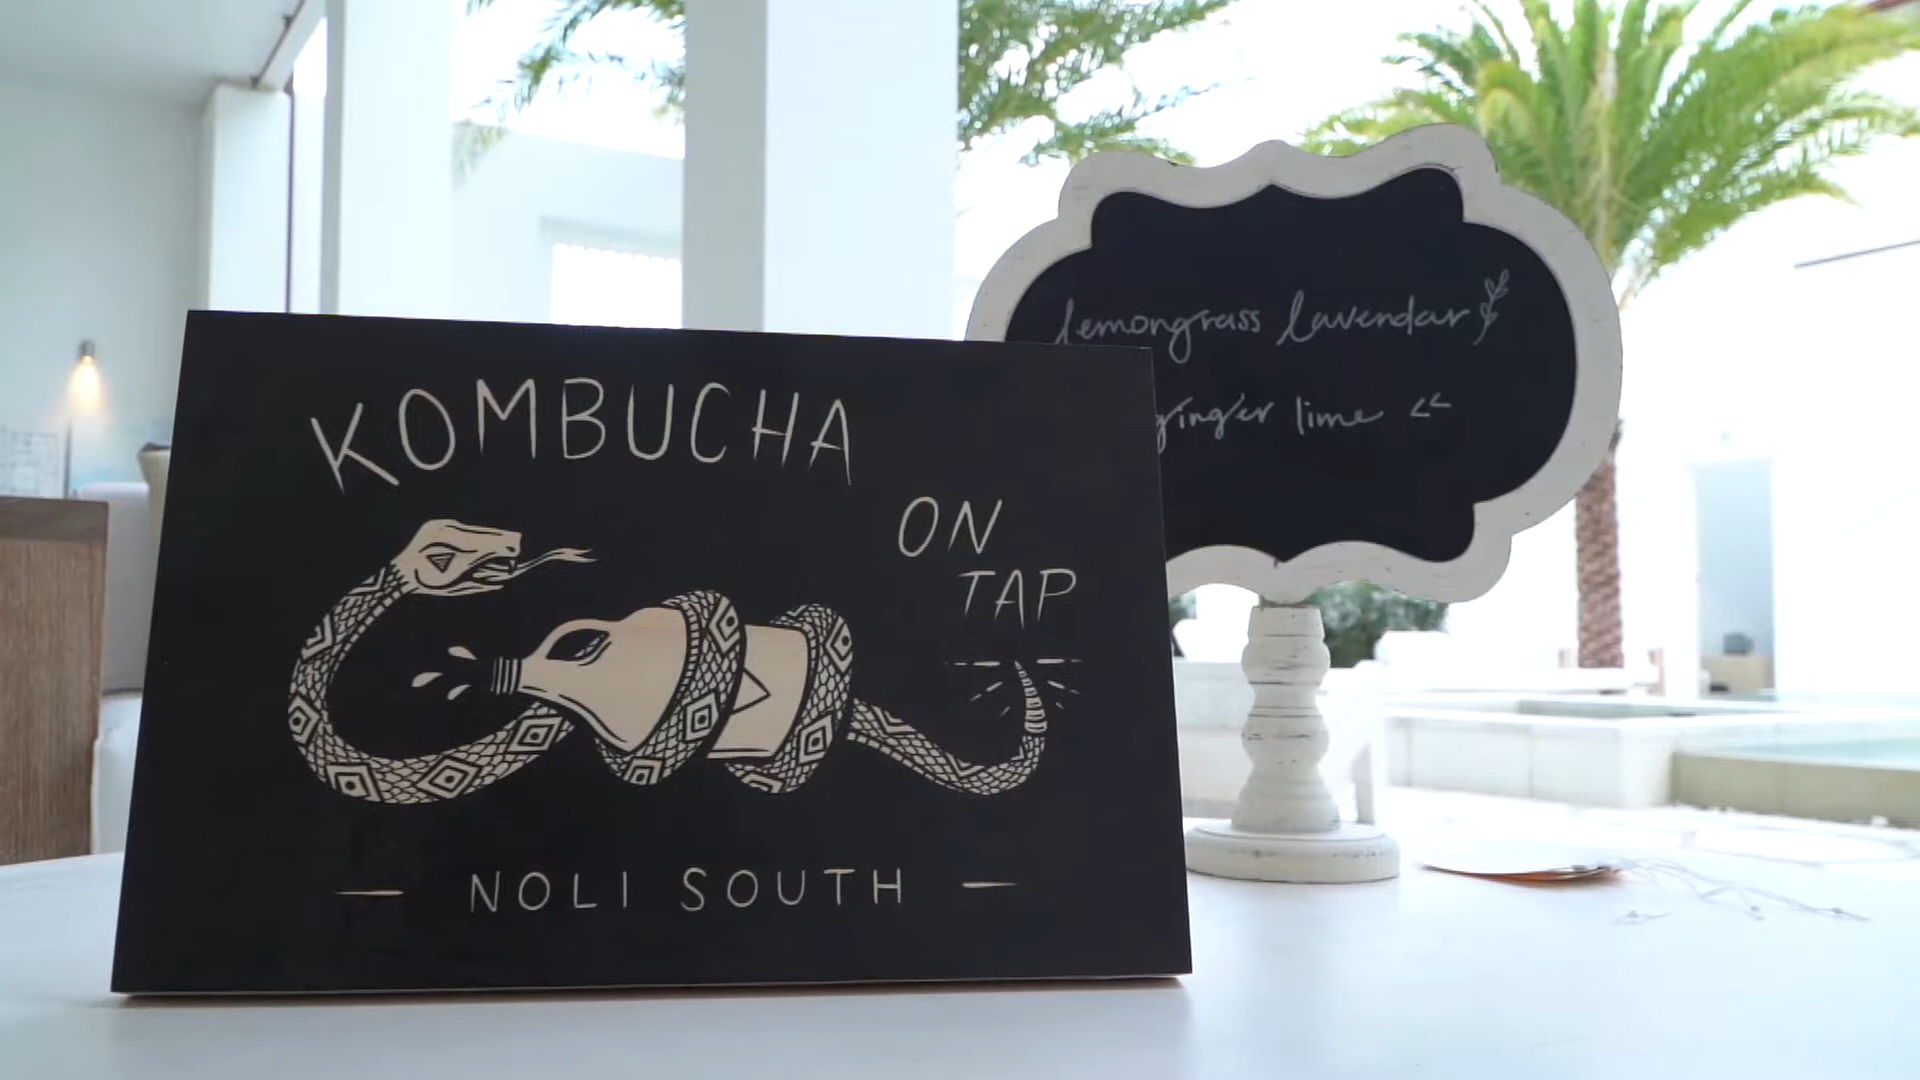 KOMBUCHA
ON
TAP
NOLI SOUTH
lemongrass lavendar
ginger lime